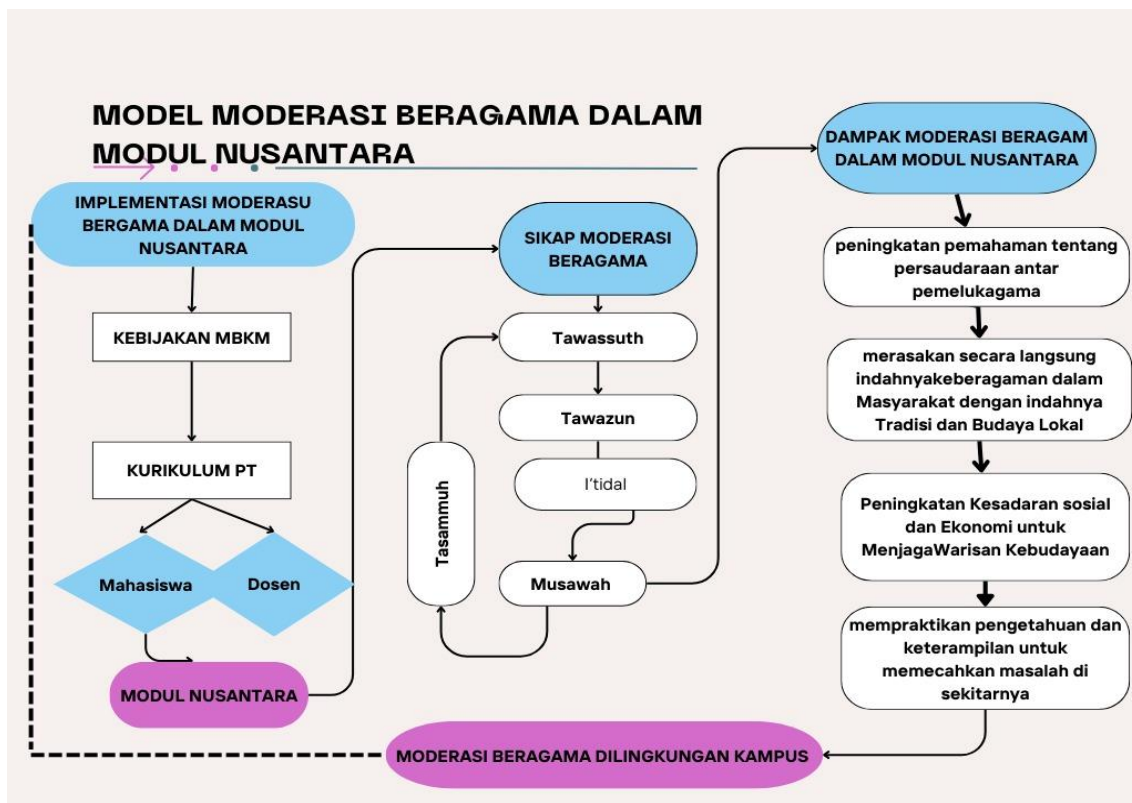 MODEL MODERASI BERAGAMA DALAM
MODUL NUSANTARA
IMPLEMENTASI MODERASU
BERGAMA DALAM MODUL
NUSANTARA
KEBIJAKAN MBKM
KURIKULUM PT
Mahasiswa
Dosen
MODUL NUSANTARA
SIKAP MODERASI
BERAGAMA
Tawassuth
Tawazun
I'tidal
Musawah
Tasammuh
DAMPAK MODERASI BERAGAM
DALAM MODUL NUSANTARA
peningkatan pemahaman tentang
persaudaraan antar
pemelukagama
merasakan secara langsung
indahnyakeberagaman dalam
Masyarakat dengan indahnya
Tradisi dan Budaya Lokal
Peningkatan Kesadaran sosial
dan Ekonomi untuk
MenjagaWarisan Kebudayaan
mempraktikan pengetahuan dan
keterampilan untuk
memecahkan masalah di
sekitarnya
MODERASI BERAGAMA DILINGKUNGAN KAMPUS